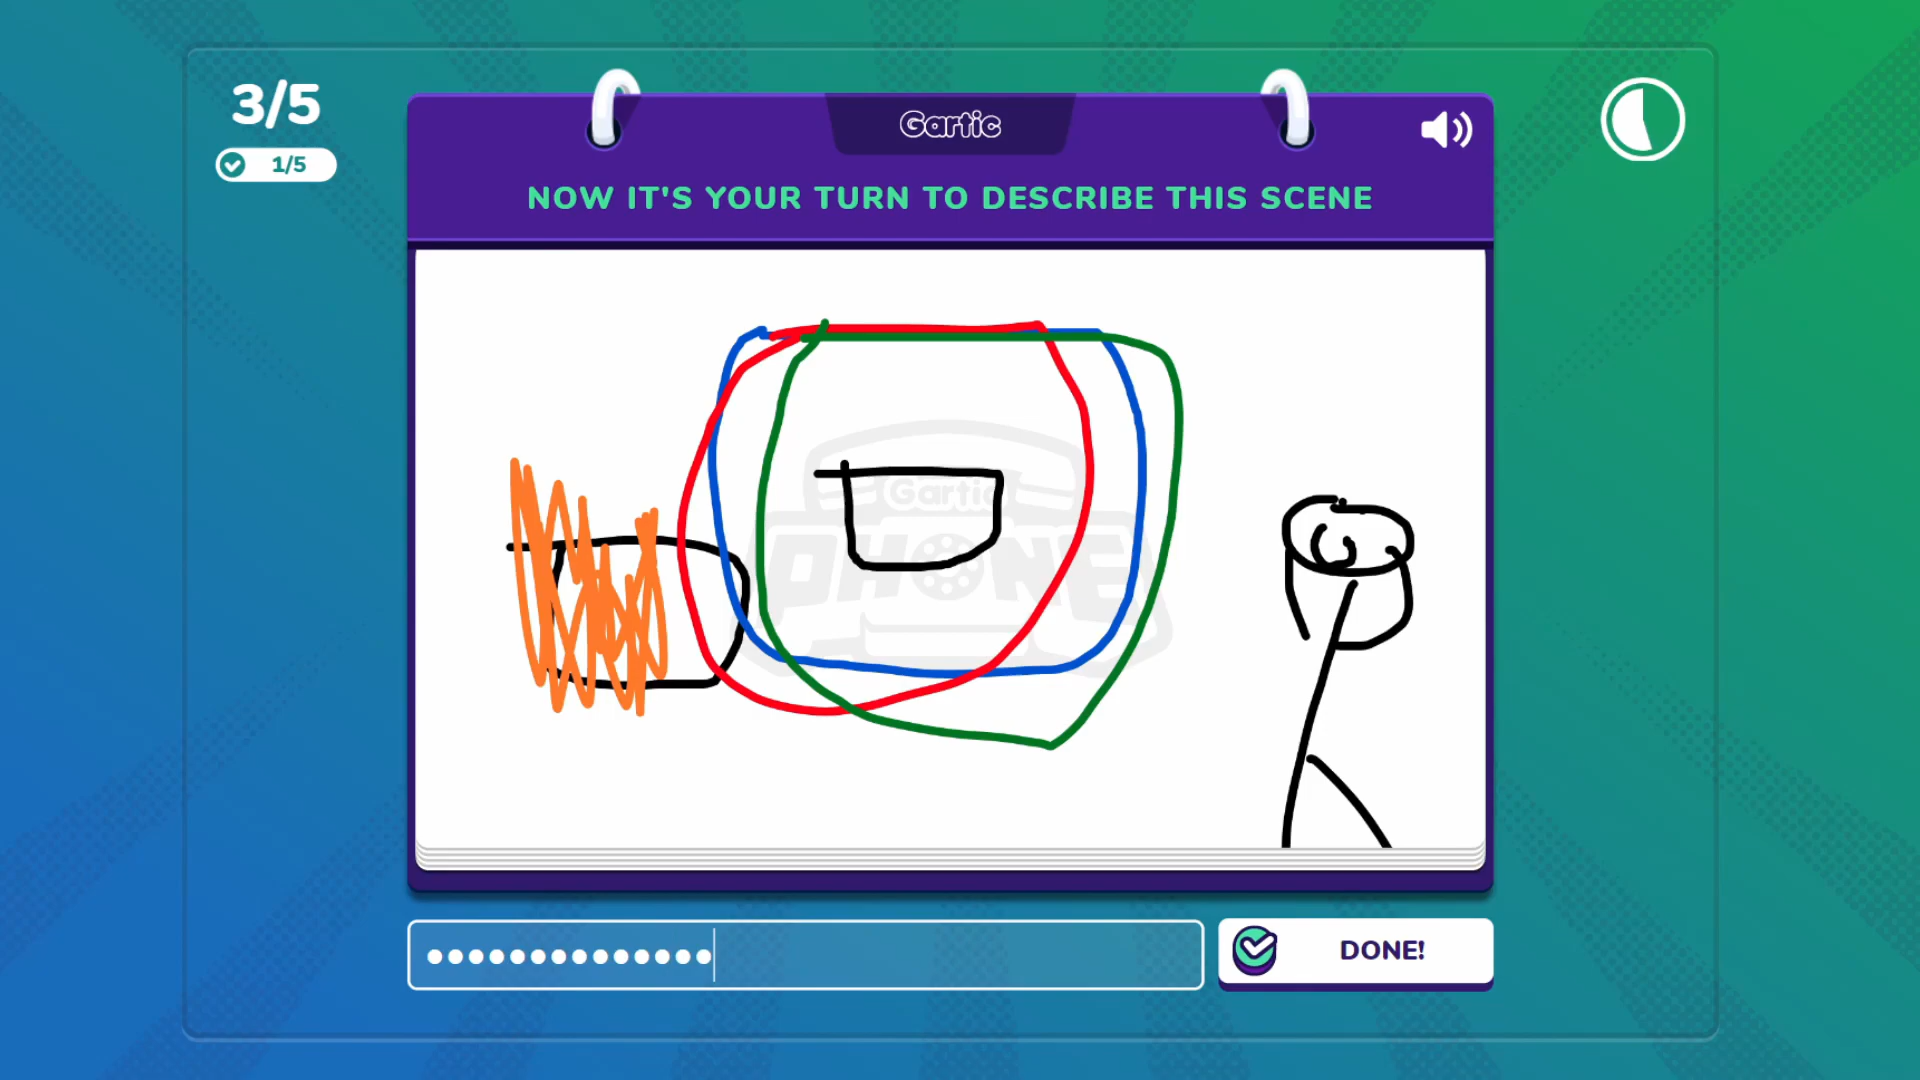 3/5
1/5
Gartic
NOW IT'S YOUR TURN TO DESCRIBE THIS SCENE
Gartic
PHONE
DONE!